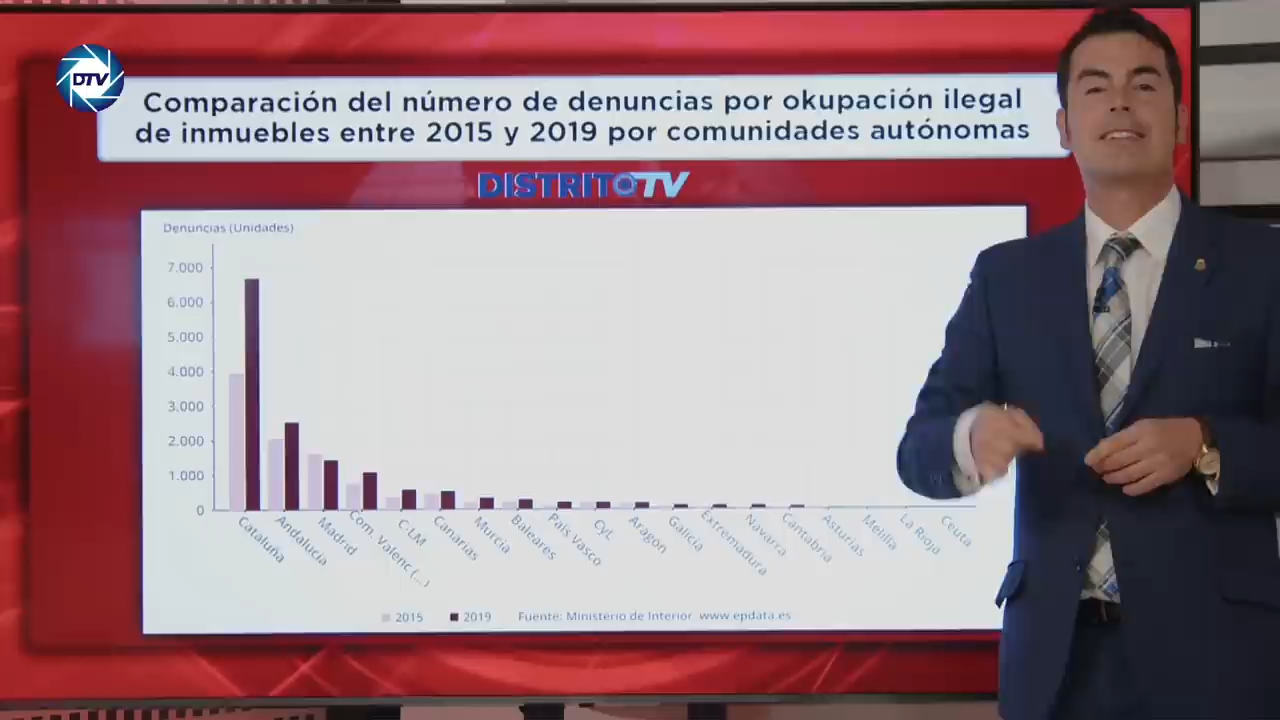 DTV
Comparación del número de denuncias por okupación ilegal
de inmuebles entre 2015 y 2019 por comunidades autónomas
DISTRITOTV
Denuncias (Unidades)
7.000
6.000
5.000
4.000
3.000
2.000
1.000
0
Cataluña
Andalucía
Madrid
Com. Valenc (...)
C-LM
Canarias
Murcia
Baleares
País Vasco
CyL
Aragón
Galicia
Extremadura
Navarra
Cantabria
Asturias
Melilla
La Rioja
Ceuta
2015 2019 Fuente: Ministerio de Interior www.epdata.es